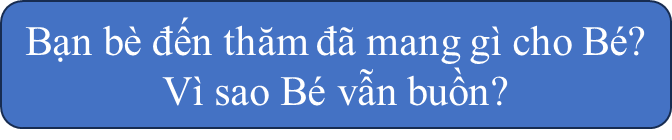 Bạn bè đến thăm đã mang gì cho Bé?
Vì sao Bé vẫn buồn?